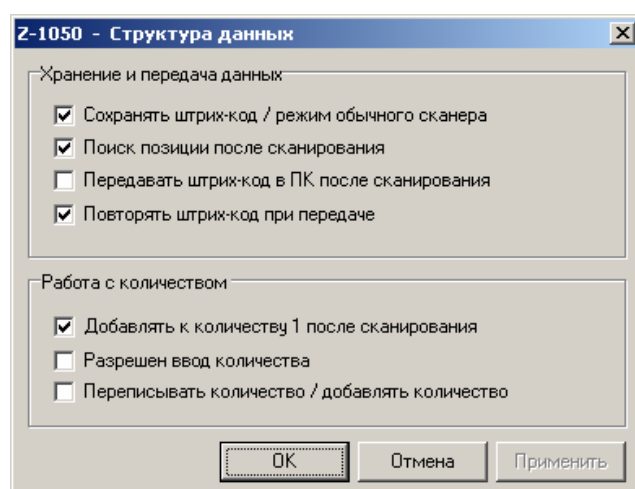 Z-1050 - Структура данных
Хранение и передача данных
Сохранять штрих-код / режим обычного сканера
Поиск позиции после сканирования
Передавать штрих-код в ПК после сканирования
Повторять штрих-код при передаче
Работа с количеством
Добавлять к количеству 1 после сканирования
Разрешен ввод количества
Переписывать количество / добавлять количество
OK Отмена Применить